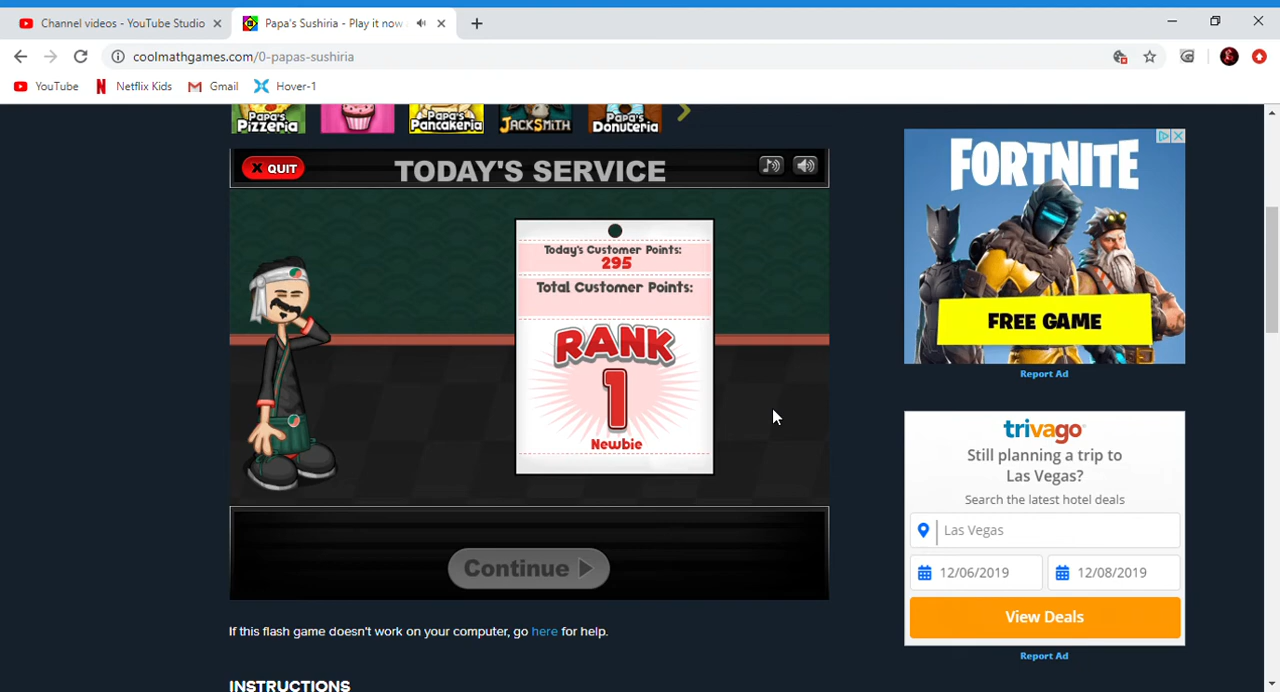 Channel videos - YouTube Studio
Papa's Sushiria - Play it now
coolmathgames.com/0-papas-sushiria
YouTube
Netflix Kids
Gmail
Hover-1
Papa's Pizzeria
Papa's Pancakeria
JACKSMITH
Papa's Donuteria
X QUIT
TODAY'S SERVICE
Today's Customer Points:
295
Total Customer Points:
RANK
1
Newbie
Continue
If this flash game doesn't work on your computer, go here for help.
INSTRUCTIONS
FORTNITE
FREE GAME
Report Ad
trivago
Still planning a trip to
Las Vegas?
Search the latest hotel deals
Las Vegas
12/06/2019
12/08/2019
View Deals
Report Ad